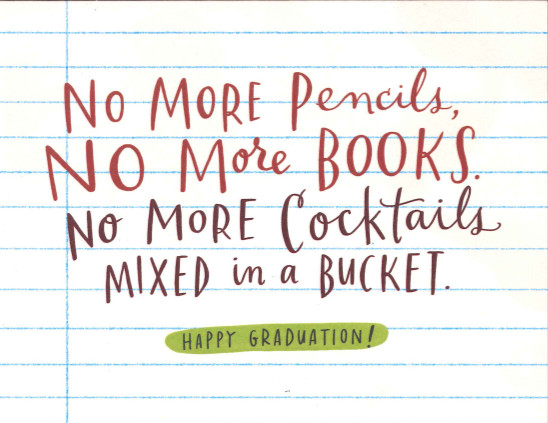 No MORE Pencils,
NO More BOOKS.
No MORE Cocktails
MIXED in a BUCKET.
HAPPY GRADUATION!